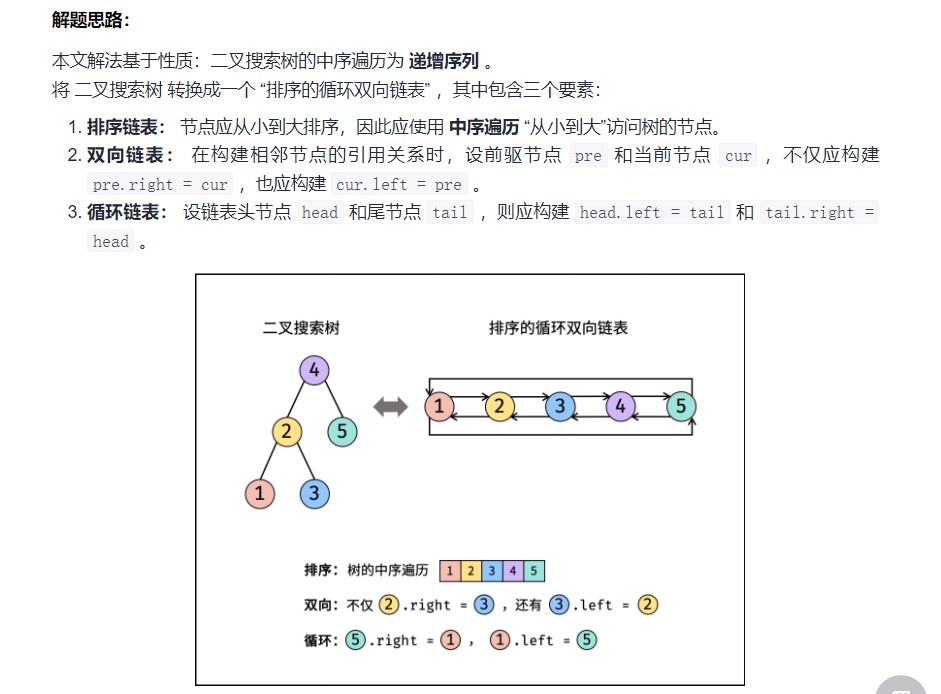 解题思路：
本文解法基于性质：二叉搜索树的中序遍历为 递增序列 。
将 二叉搜索树 转换成一个 “排序的循环双向链表” ，其中包含三个要素：
1. 排序链表： 节点应从小到大排序，因此应使用 中序遍历 “从小到大”访问树的节点。
2. 双向链表： 在构建相邻节点的引用关系时，设前驱节点 pre 和当前节点 cur ，不仅应构建
pre.right = cur ，也应构建 cur.left = pre 。
3. 循环链表： 设链表头节点 head 和尾节点 tail ，则应构建 head.left = tail 和 tail.right =
head 。
二叉搜索树
排序的循环双向链表
4
2 5
1 3
1 2 3 4 5
排序：树的中序遍历 1 2 3 4 5
双向：不仅 2 .right = 3 ，还有 3 .left = 2
循环： 5 .right = 1 ， 1 .left = 5